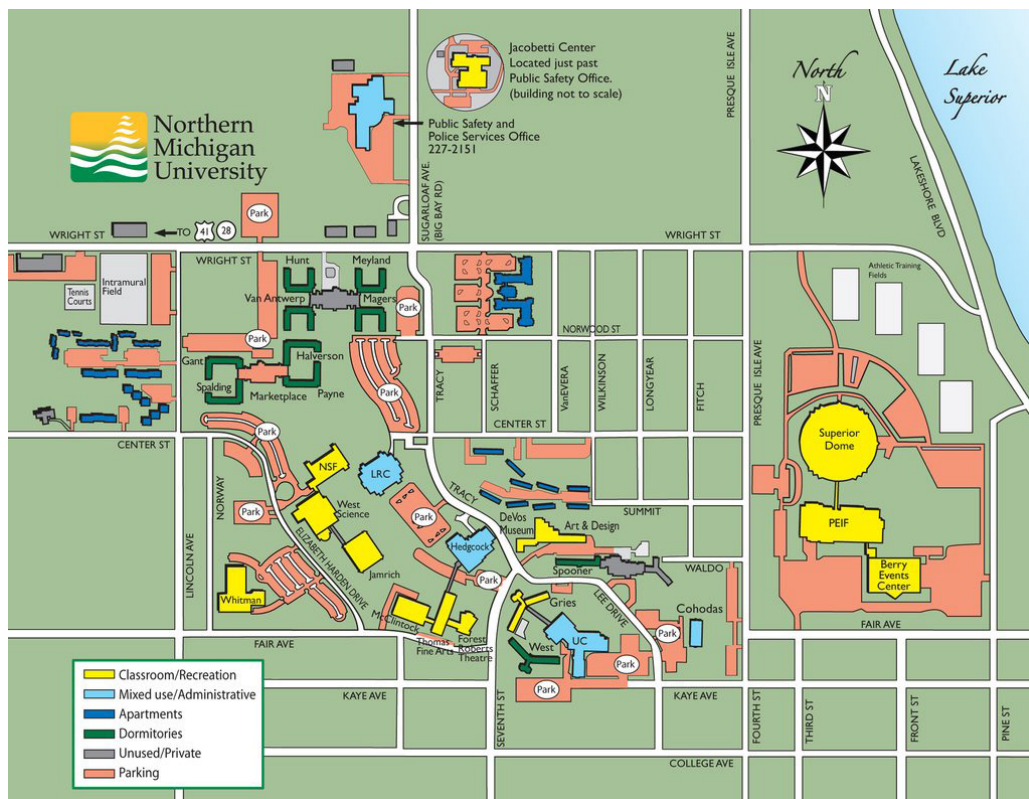 Northern
Michigan
University
Jacobetti Center
Located just past
Public Safety Office.
(building not to scale)
Public Safety and
Police Services Office
227-2151
North
N
Lake
Superior
PRESQUE ISLE AVE
LAKESHORE BLVD
SUGARLOAF AVE.
(BIG BAY RD)
Park
WRIGHT ST
TO
41
28
WRIGHT ST
WRIGHT ST
Hunt
Meyland
Van Antwerp
Magers
Tennis
Courts
Intramural
Field
Park
Park
Athletic Training
Fields
NORWOOD ST
Gant
Halverson
Spalding
Marketplace
Payne
Park
TRACY
SCHAFFER
VanEVERA
WILKINSON
LONGYEAR
FITCH
PRESQUE ISLE AVE
CENTER ST
CENTER ST
Park
Superior
Dome
NSF
LRC
West
Science
TRACY
SUMMIT
NORWAY
Park
Park
DeVos
Museum
Art & Design
PEIF
Hedgcock
LINCOLN AVE
ELIZABETH HARDEN DRIVE
Jamrich
Spooner
WALDO
Berry
Events
Center
Whitman
McClintock
Park
Gries
LEE DRIVE
Cohodas
FAIR AVE
Thomas
Fine Arts
Forest
Roberts
Theatre
West
UC
Park
Park
FAIR AVE
Park
KAYE AVE
KAYE AVE
SEVENTH ST
FOURTH ST
THIRD ST
FRONT ST
PINE ST
COLLEGE AVE
Classroom/Recreation
Mixed use/Administrative
Apartments
Dormitories
Unused/Private
Parking